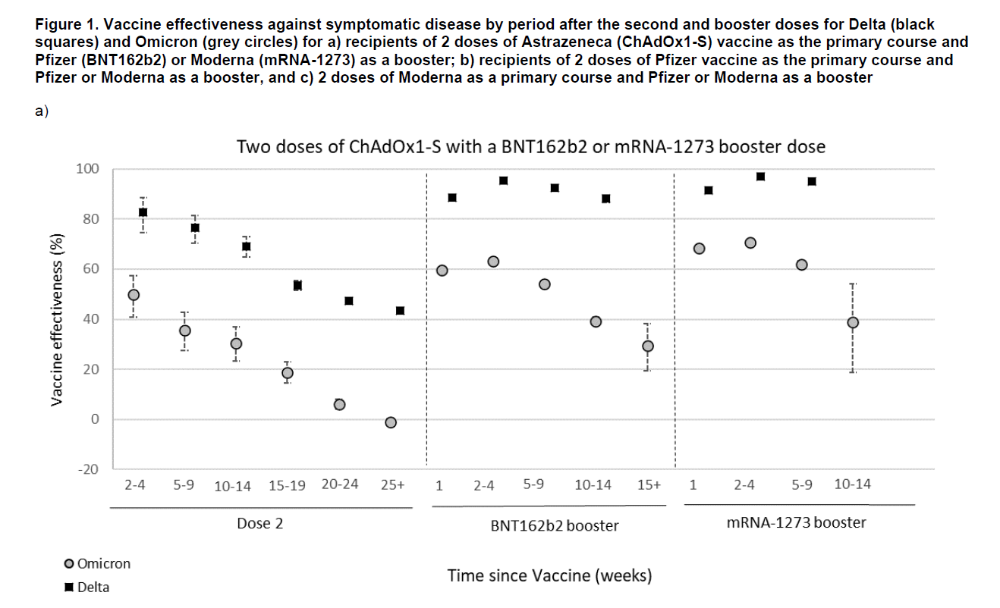 Figure 1. Vaccine effectiveness against symptomatic disease by period after the second and booster doses for Delta (black
squares) and Omicron (grey circles) for a) recipients of 2 doses of Astrazeneca (ChAdOx1-S) vaccine as the primary course and
Pfizer (BNT162b2) or Moderna (mRNA-1273) as a booster; b) recipients of 2 doses of Pfizer vaccine as the primary course and
Pfizer or Moderna as a booster, and c) 2 doses of Moderna as a primary course and Pfizer or Moderna as a booster
a)
Two doses of ChAdOx1-S with a BNT162b2 or mRNA-1273 booster dose
Vaccine effectiveness (%)
100
80
60
40
20
0
-20
2-4 5-9 10-14 15-19 20-24 25+ 1 2-4 5-9 10-14 15+ 1 2-4 5-9 10-14
Dose 2 BNT162b2 booster mRNA-1273 booster
Omicron
Delta
Time since Vaccine (weeks)